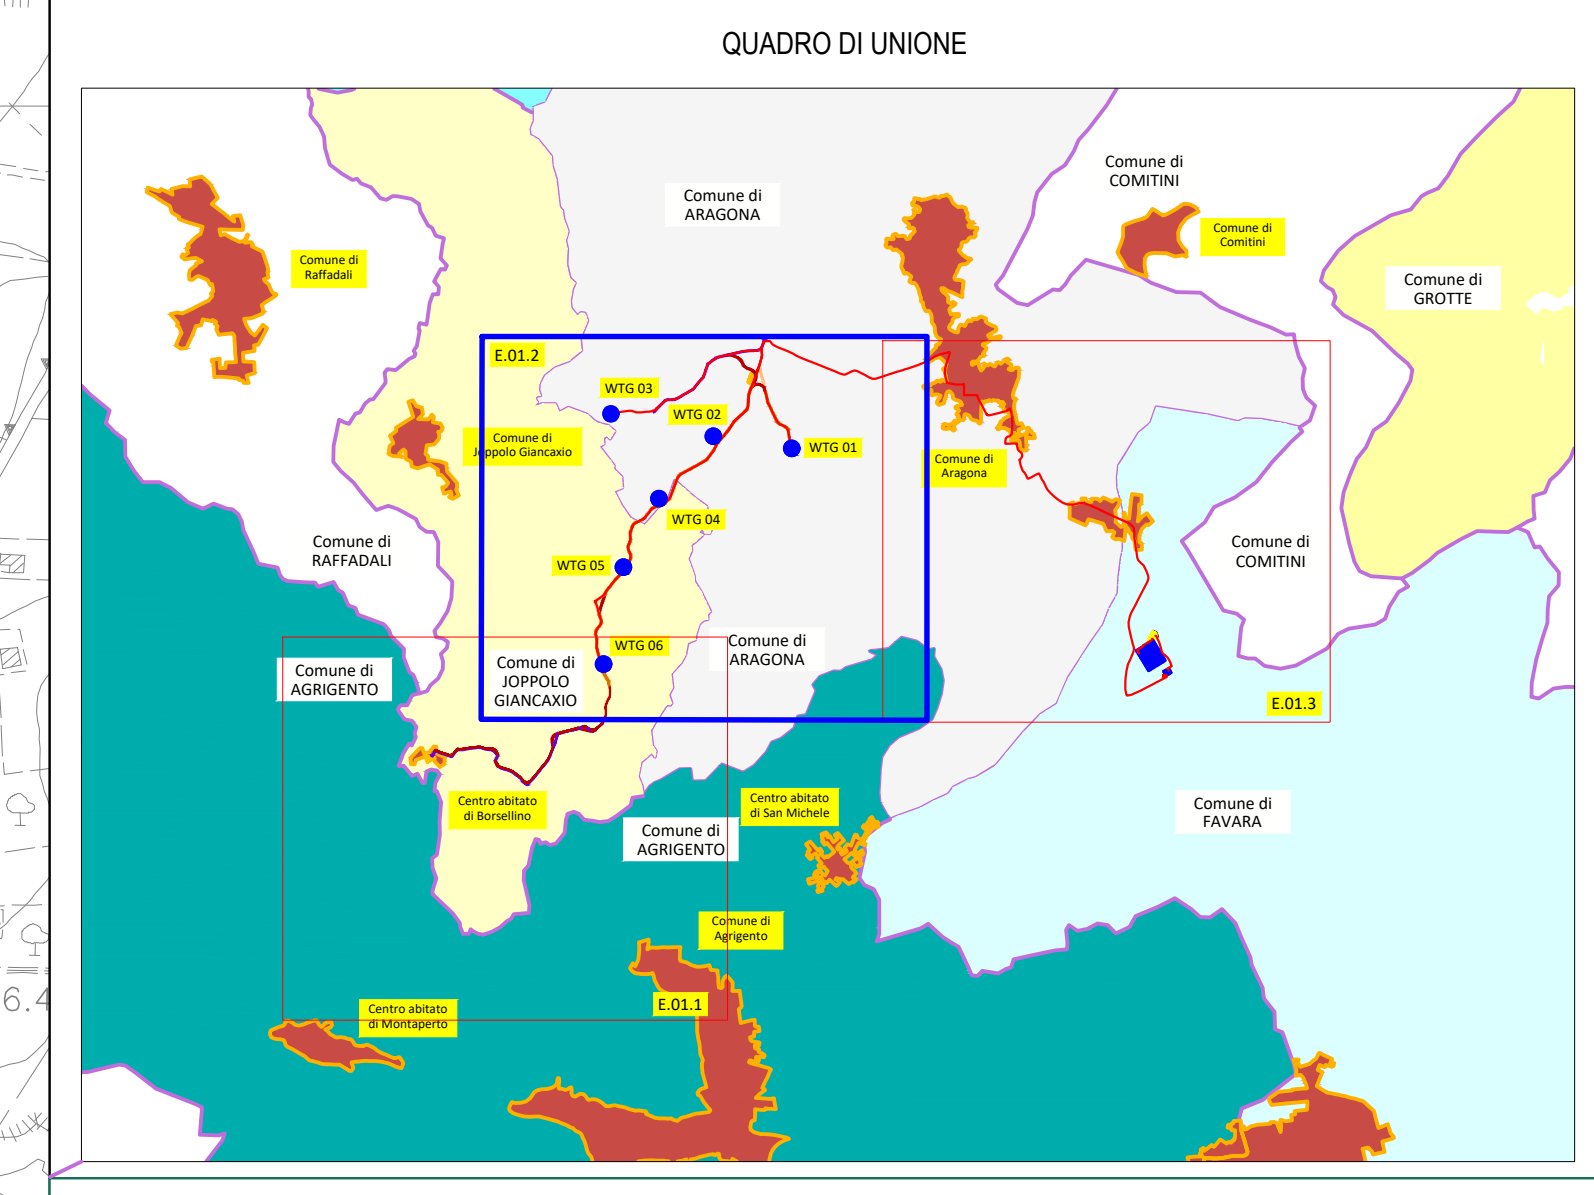 QUADRO DI UNIONE
Comune di
COMITINI
Comune di
ARAGONA
Comune di
Comitini
Comune di
Raffadali
Comune di
GROTTE
E.01.2
WTG 03
WTG 02
Comune di
Joppolo Giancaxio
WTG 01
Comune di
Aragona
WTG 04
Comune di
RAFFADALI
Comune di
COMITINI
WTG 05
WTG 06
Comune di
ARAGONA
Comune di
JOPPOLO
GIANCAXIO
Comune di
AGRIGENTO
E.01.3
Centro abitato
di Borsellino
Centro abitato
di San Michele
Comune di
FAVARA
Comune di
AGRIGENTO
Comune di
Agrigento
6.4
E.01.1
Centro abitato
di Montaperto